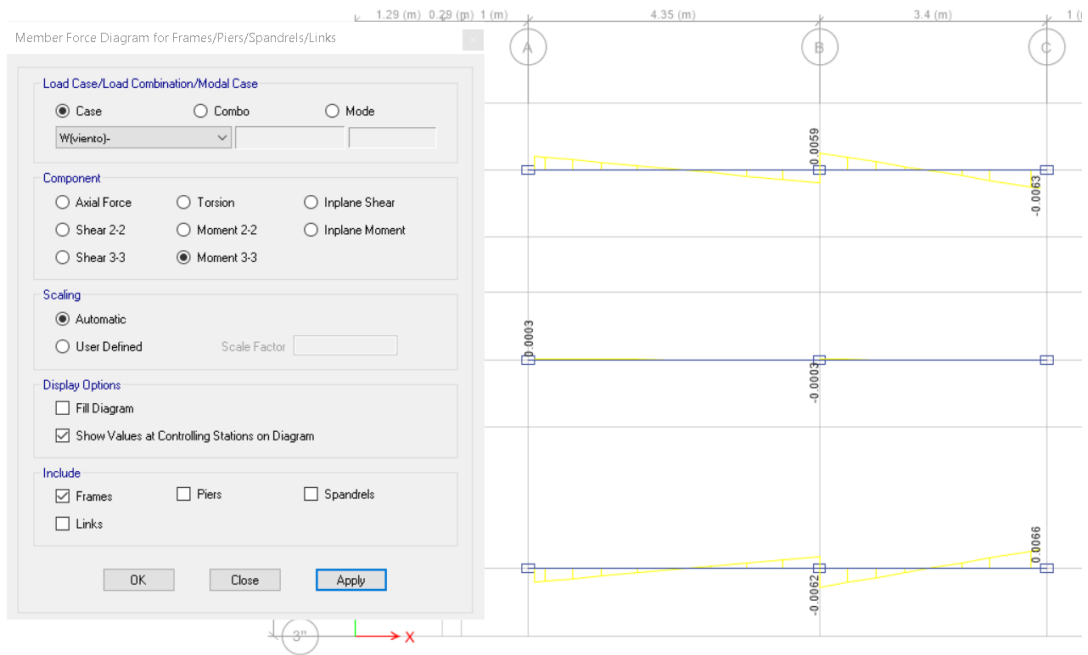 1.29 (m) 0.29 (m) 1 (m) 4.35 (m) 3.4 (m)
Member Force Diagram for Frames/Piers/Spandrels/Links
A B C
Load Case/Load Combination/Modal Case
Case Combo Mode
W(viento)-
Component
Axial Force Torsion Inplane Shear
Shear 2-2 Moment 2-2 Inplane Moment
Shear 3-3 Moment 3-3
Scaling
Automatic
User Defined Scale Factor
Display Options
Fill Diagram
Show Values at Controlling Stations on Diagram
Include
Frames Piers Spandrels
Links
OK Close Apply
0.0059
-0.0063
0.0003
-0.0003
0.0066
-0.0062
3"
X